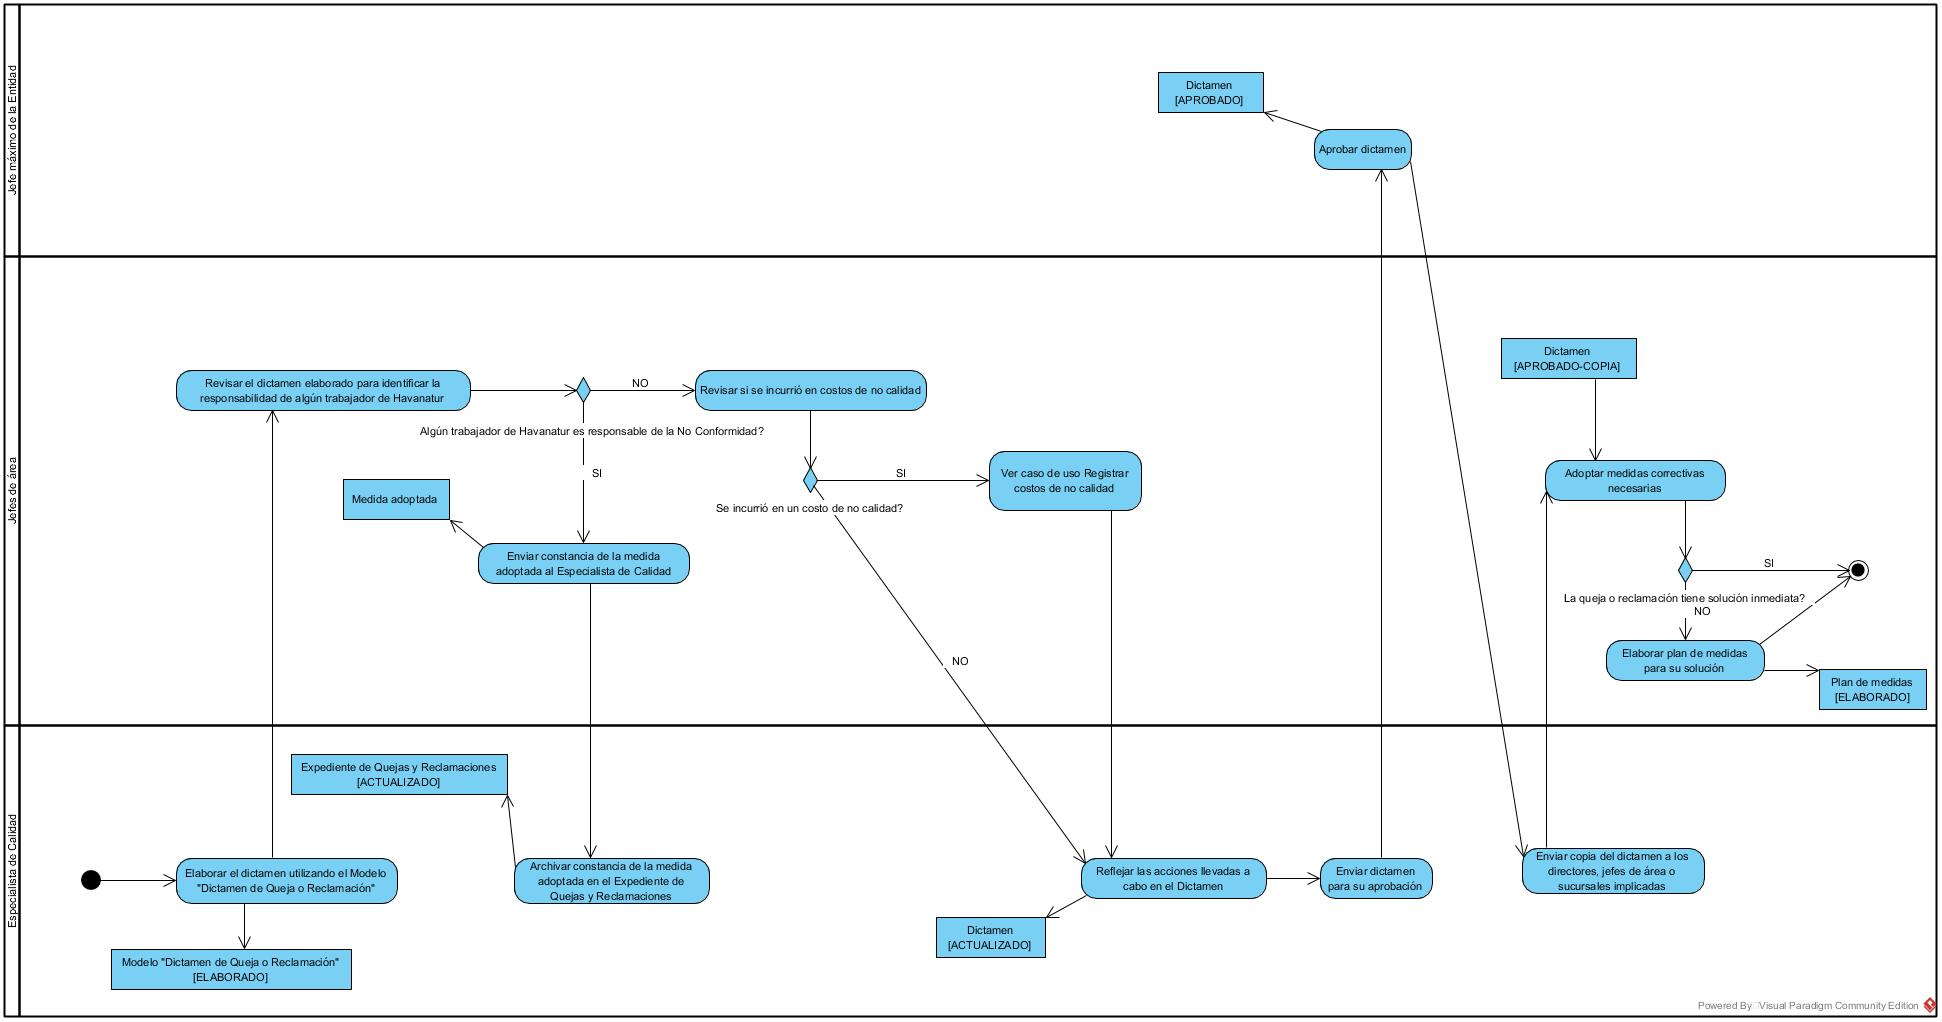 Jefe máximo de la Entidad
Dictamen
[APROBADO]
Aprobar dictamen
Jefes de área
Revisar el dictamen elaborado para identificar la
responsabilidad de algún trabajador de Havanatur
NO
Revisar si se incurrió en costos de no calidad
Algún trabajador de Havanatur es responsable de la No Conformidad?
SI
Medida adoptada
Enviar constancia de la medida
adoptada al Especialista de Calidad
SI
Se incurrió en un costo de no calidad?
Ver caso de uso Registrar
costos de no calidad
NO
Dictamen
[APROBADO-COPIA]
Adoptar medidas correctivas
necesarias
SI
La queja o reclamación tiene solución inmediata?
NO
Elaborar plan de medidas
para su solución
Plan de medidas
[ELABORADO]
Especialista de Calidad
Expediente de Quejas y Reclamaciones
[ACTUALIZADO]
Elaborar el dictamen utilizando el Modelo
"Dictamen de Queja o Reclamación"
Modelo "Dictamen de Queja o Reclamación"
[ELABORADO]
Archivar constancia de la medida
adoptada en el Expediente de
Quejas y Reclamaciones
Reflejar las acciones llevadas a
cabo en el Dictamen
Dictamen
[ACTUALIZADO]
Enviar dictamen
para su aprobación
Enviar copia del dictamen a los
directores, jefes de área o
sucursales implicadas
Powered By Visual Paradigm Community Edition